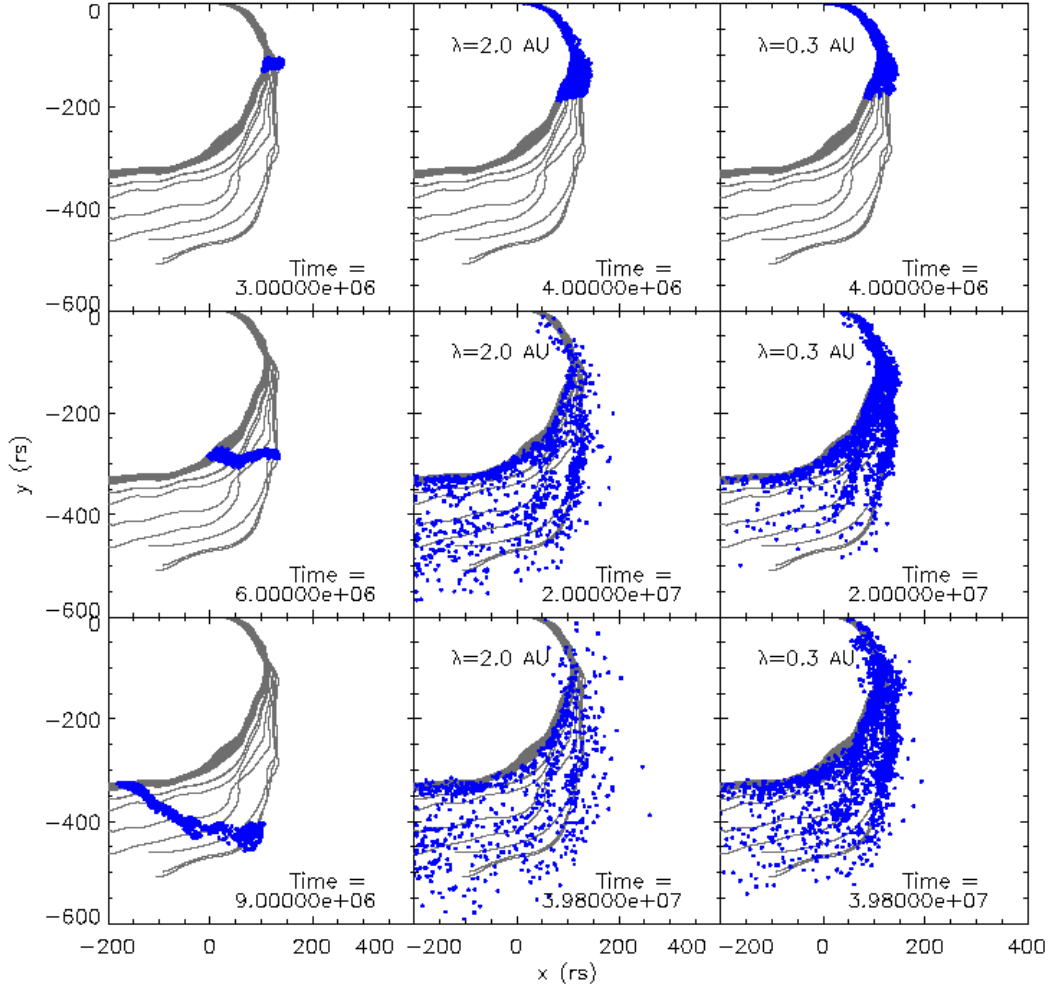 0
λ=2.0 AU
λ=0.3 AU
−200
−400
Time =
3.00000e+06
Time =
4.00000e+06
Time =
4.00000e+06
−600
0
λ=2.0 AU
λ=0.3 AU
−200
y (rs)
−400
Time =
6.00000e+06
Time =
2.00000e+07
Time =
2.00000e+07
−600
0
λ=2.0 AU
λ=0.3 AU
−200
−400
Time =
9.00000e+06
Time =
3.98000e+07
Time =
3.98000e+07
−600
−200 0 200 0 200 0 200 400
x (rs)